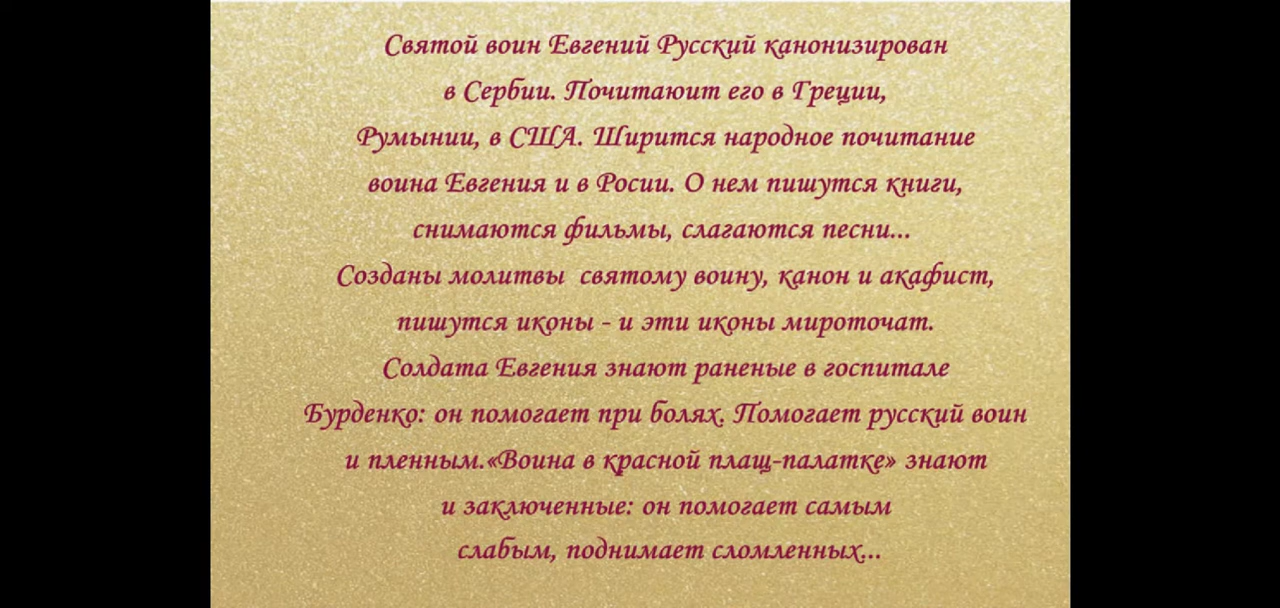 Святой воин Евгений Русский канонизирован
в Сербии. Почитаюит его в Греции,
Румынии, в США. Ширится народное почитание
воина Евгения и в Росии. О нем пишутся книги,
снимаются фильмы, слагаются песни...
Созданы молитвы святому воину, канон и акафист,
пишутся иконы - и эти иконы мироточат.
Солдата Евгения знают раненые в госпитале
Бурденко: он помогает при болях. Помогает русский воин
и пленным.«Воина в красной плащ-палатке» знают
и заключенные: он помогает самым
слабым, поднимает сломленных...